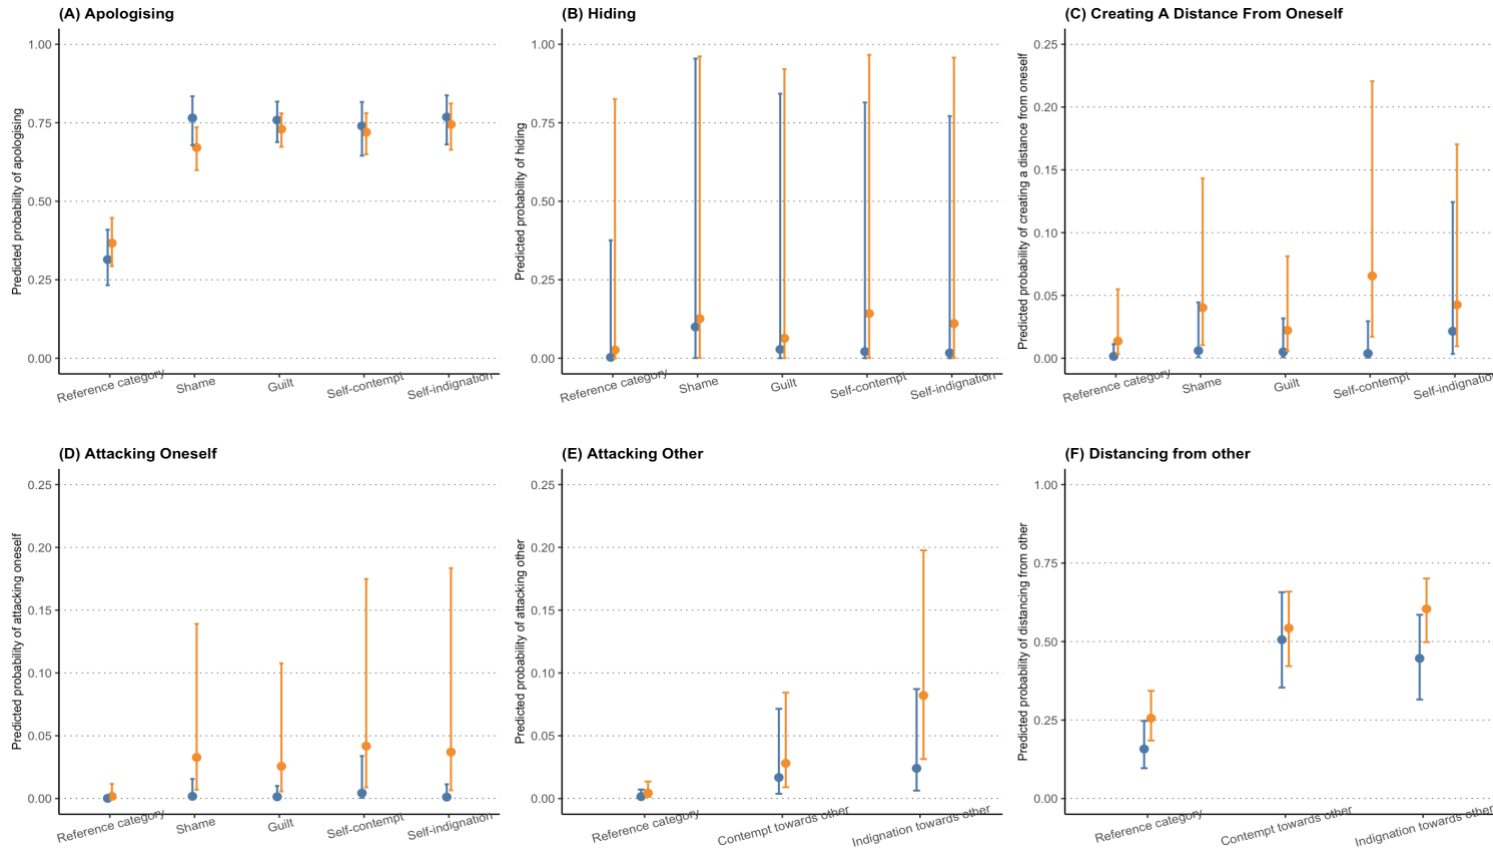 (A) Apologising
Predicted probability of apologising
1.00
0.75
0.50
0.25
0.00
Reference category
Shame
Guilt
Self-contempt
Self-indignation
(B) Hiding
Predicted probability of hiding
1.00
0.75
0.50
0.25
0.00
Reference category
Shame
Guilt
Self-contempt
Self-indignation
(C) Creating A Distance From Oneself
Predicted probability of creating a distance from oneself
0.25
0.20
0.15
0.10
0.05
0.00
Reference category
Shame
Guilt
Self-contempt
Self-indignation
(D) Attacking Oneself
Predicted probability of attacking oneself
0.25
0.20
0.15
0.10
0.05
0.00
Reference category
Shame
Guilt
Self-contempt
Self-indignation
(E) Attacking Other
Predicted probability of attacking other
0.25
0.20
0.15
0.10
0.05
0.00
Reference category
Contempt towards other
Indignation towards other
(F) Distancing from other
Predicted probability of distancing from other
1.00
0.75
0.50
0.25
0.00
Reference category
Contempt towards other
Indignation towards other